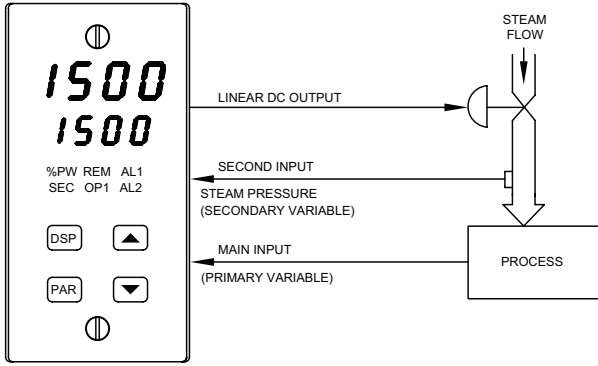 1500
1500
%PW REM AL1
SEC OP1 AL2
DSP
PAR
STEAM
FLOW
LINEAR DC OUTPUT
SECOND INPUT
STEAM PRESSURE
(SECONDARY VARIABLE)
MAIN INPUT
(PRIMARY VARIABLE)
PROCESS